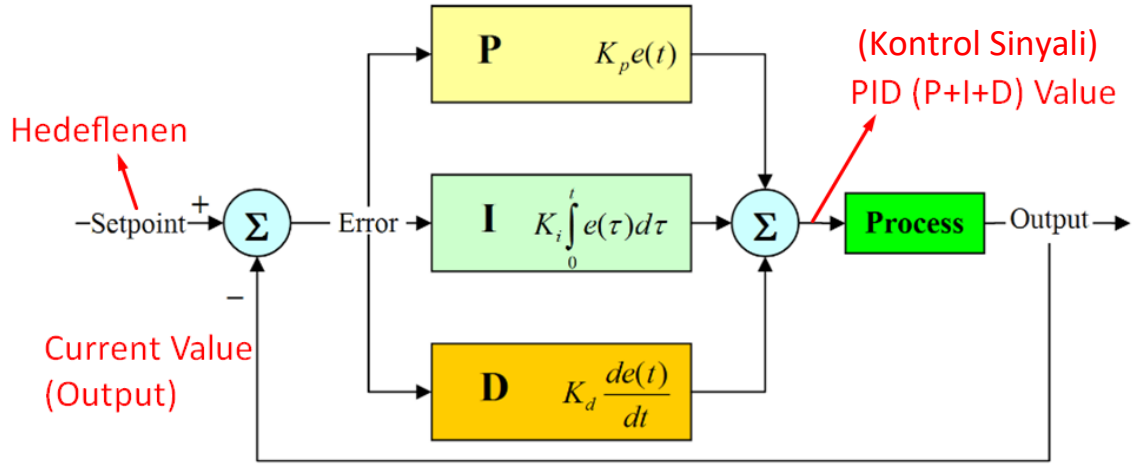 P K_p e(t)
(Kontrol Sinyali)
PID (P+I+D) Value
Hedeflenen
–Setpoint
+
Σ
Error
I K_i ∫_0^t e(τ)dτ
Σ
Process
Output
–
Current Value
(Output)
D K_d de(t)/dt